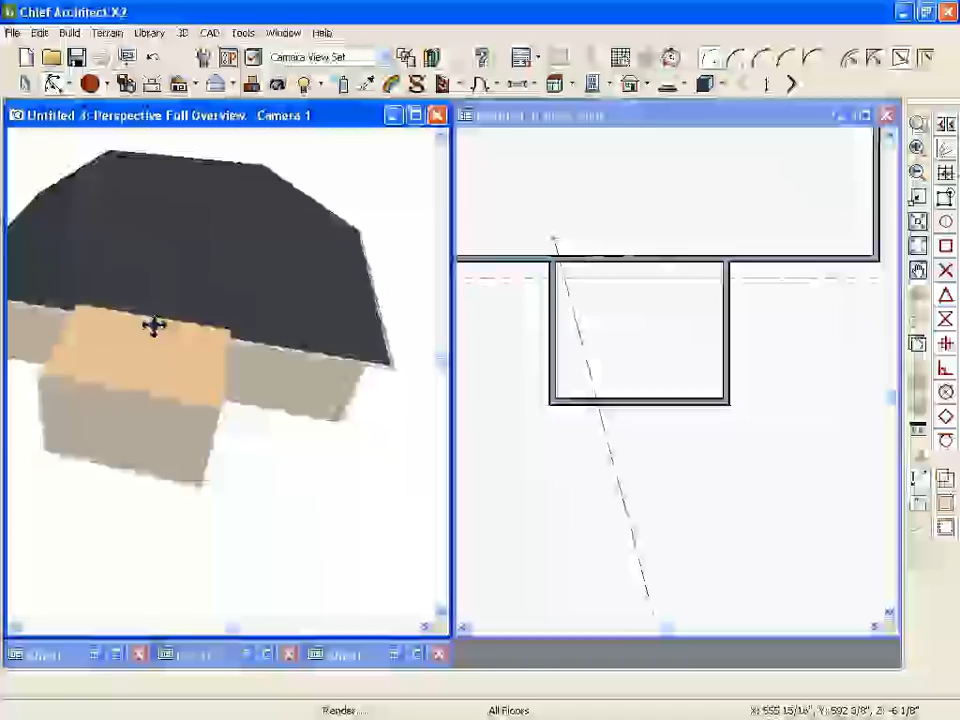 Chief Architect X2
File Edit Build Terrain Library 3D CAD Tools Window Help
Camera View Set
Untitled 3: Perspective Full Overview. Camera 1
Render....
All Floors
X: 555 15/16", Y: 592 3/8", Z: -6 1/8"